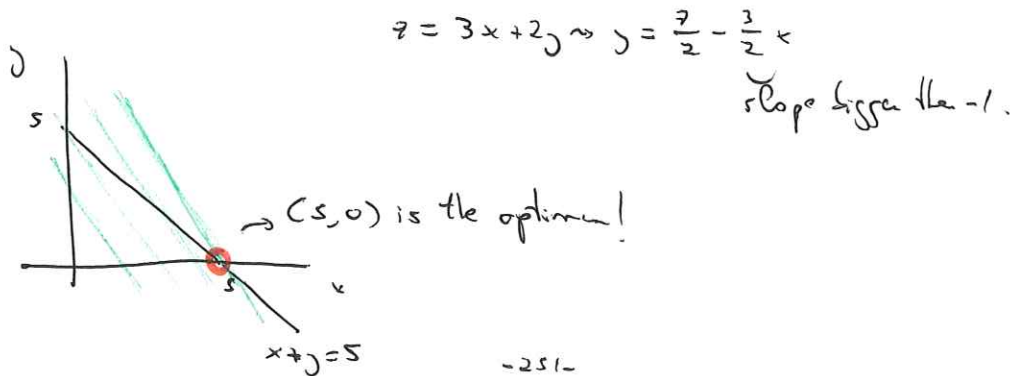 z = 3x + 2y ⇝ y = z/2 - 3/2 x
slope bigger than -1.
y
5
→ (5,0) is the optimum!
5
x
x+y=5
-251-